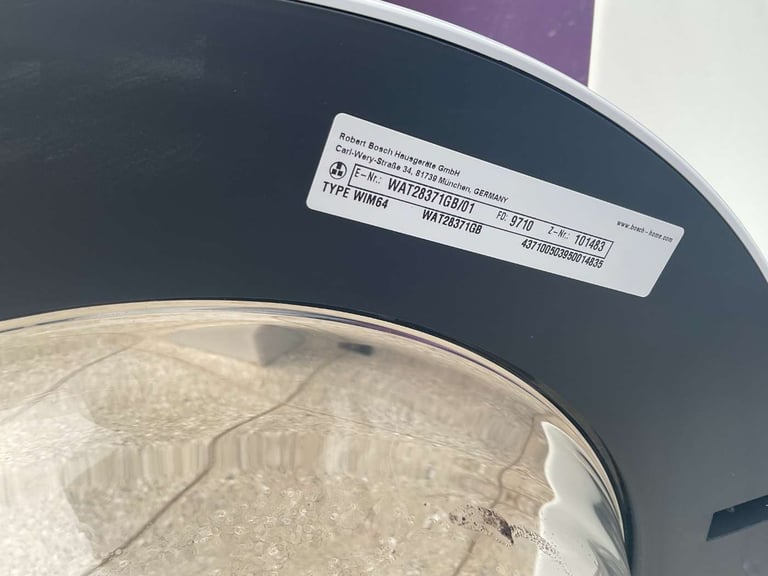 Robert Bosch Hausgeräte GmbH
Carl-Wery-Straße 34, 81739 München, GERMANY
www.bosch-home.com
E-Nr.: WAT28371GB/01 FD: 9710 Z-Nr.: 101483
TYPE WIM64 WAT28371GB 437100503950014835